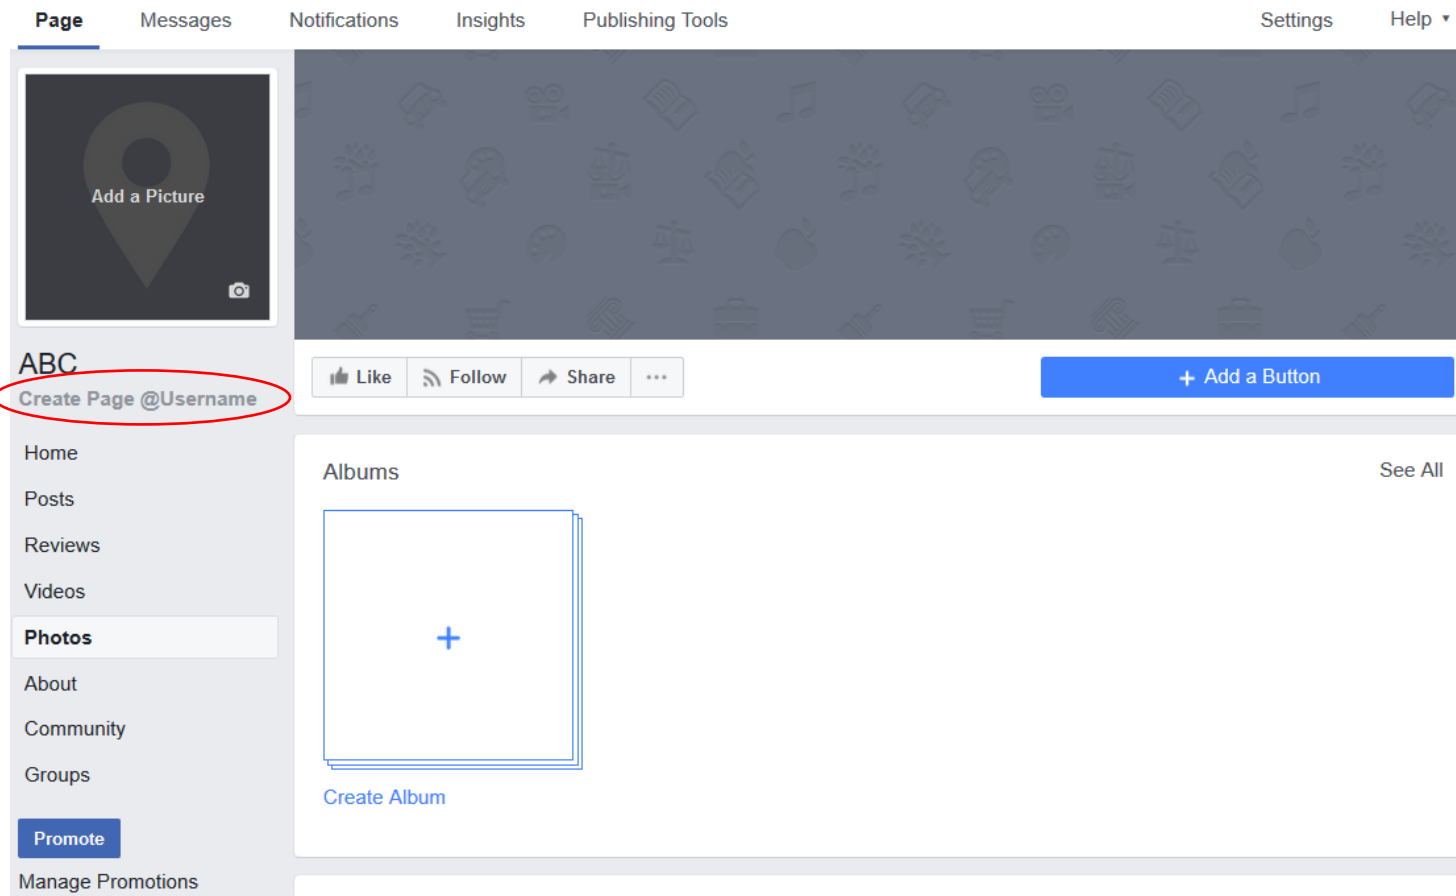 Page Messages Notifications Insights Publishing Tools Settings Help
Add a Picture
ABC
Create Page @Username
Like Follow Share ...
+ Add a Button
Home
Posts
Reviews
Videos
Photos
About
Community
Groups
Promote
Manage Promotions
Albums See All
+
Create Album